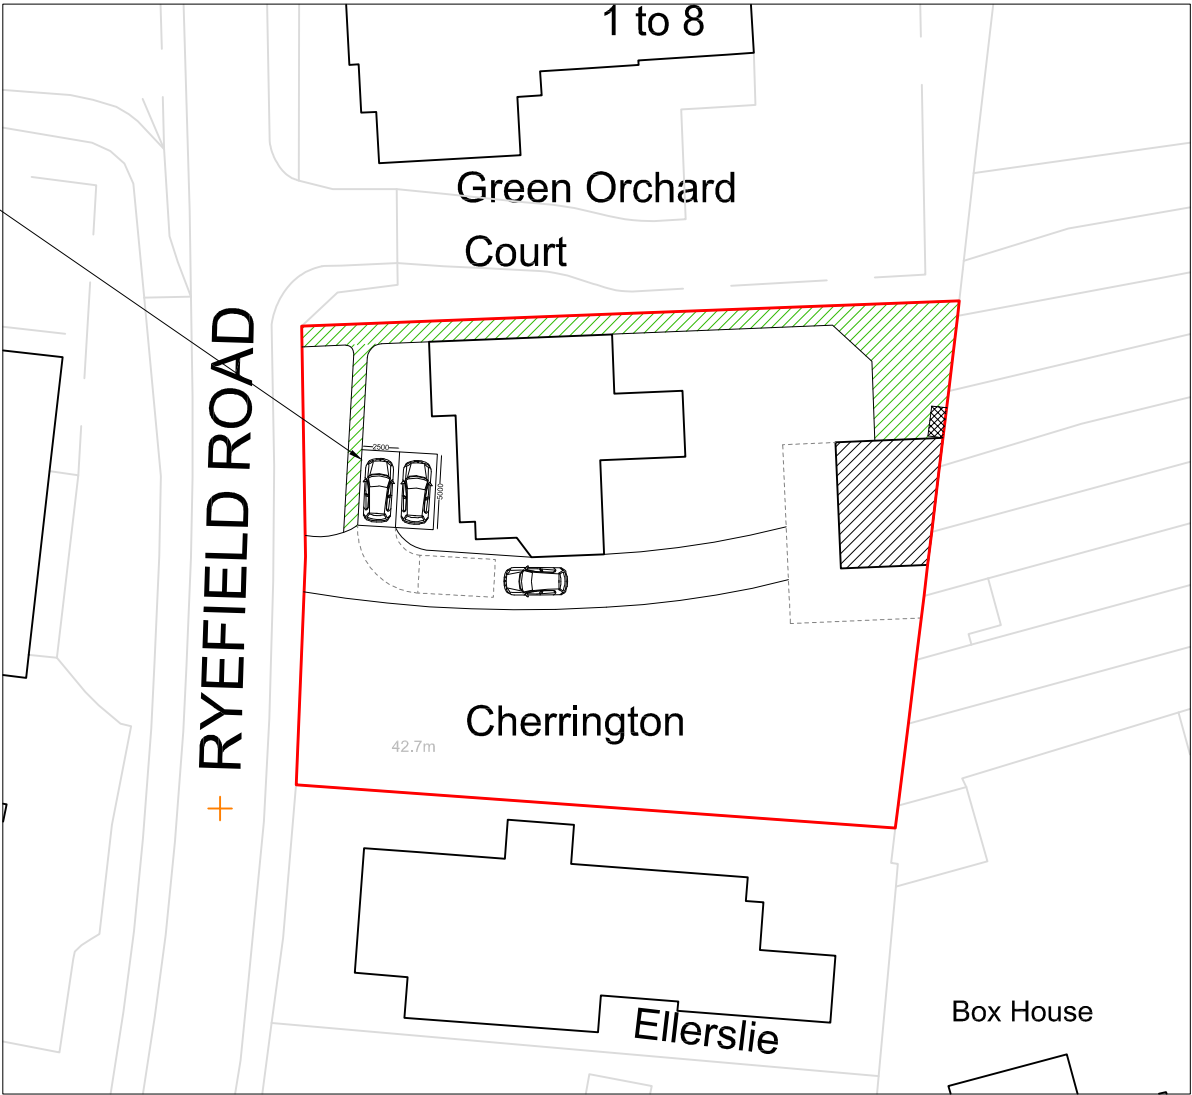 1 to 8
Green Orchard
Court
RYEFIELD ROAD
2500
5000
Cherrington
42.7m
Ellerslie
Box House